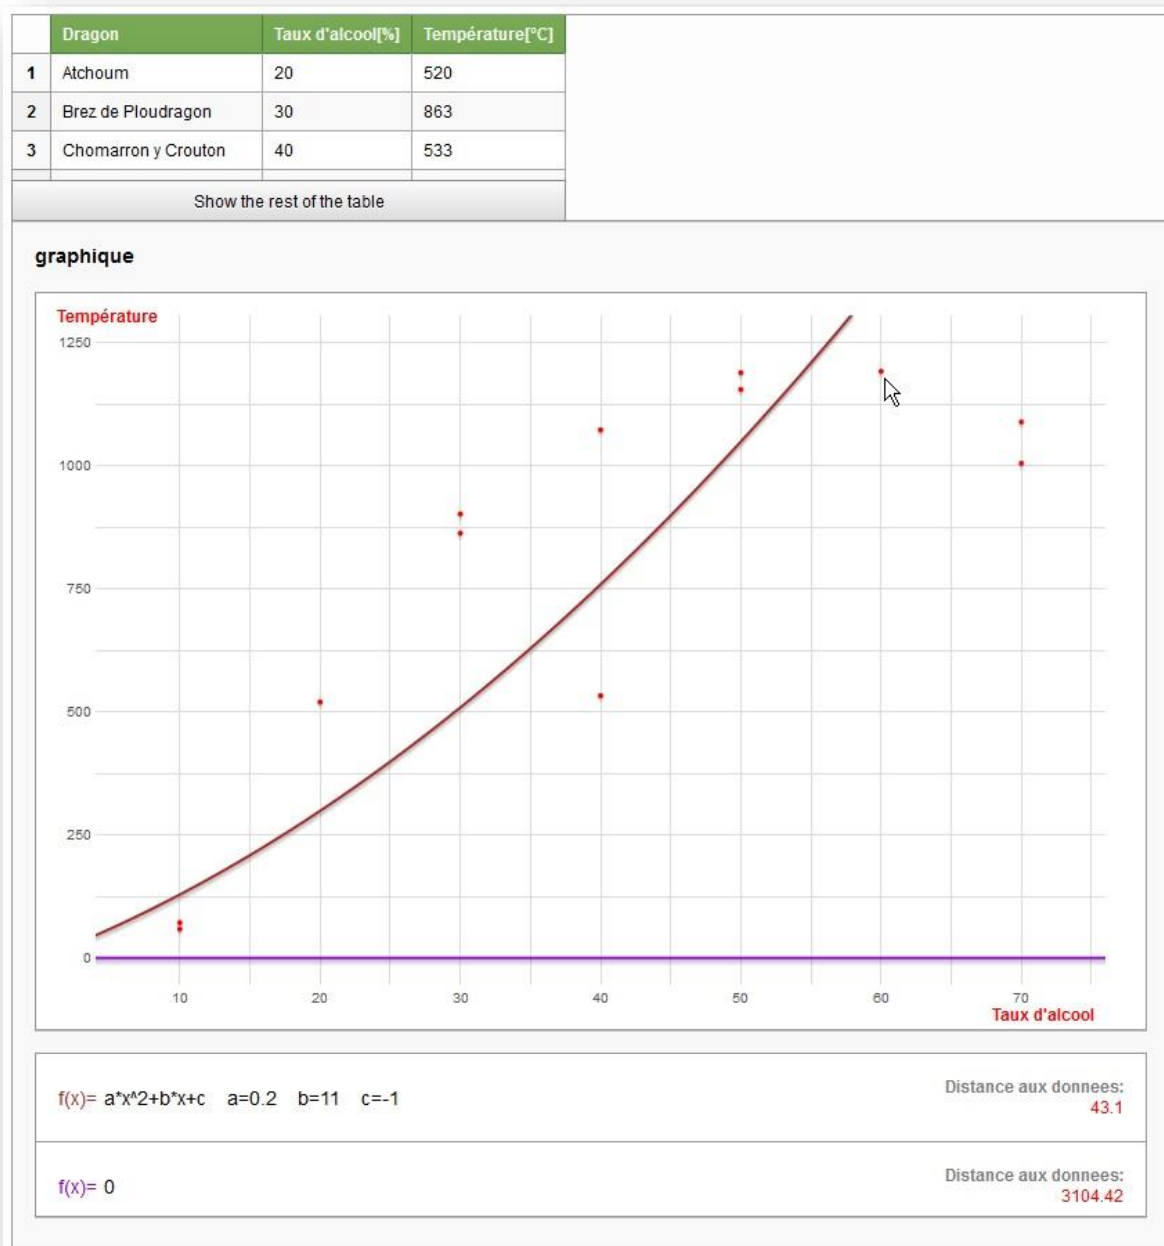 Dragon Taux d'alcool[%] Température[°C]
1 Atchoum 20 520
2 Brez de Ploudragon 30 863
3 Chomarron y Crouton 40 533
Show the rest of the table
graphique
Température
1250
1000
750
500
250
0
10 20 30 40 50 60 70
Taux d'alcool
f(x)= a*x^2+b*x+c a=0.2 b=11 c=-1
Distance aux donnees:
43.1
f(x)= 0
Distance aux donnees:
3104.42